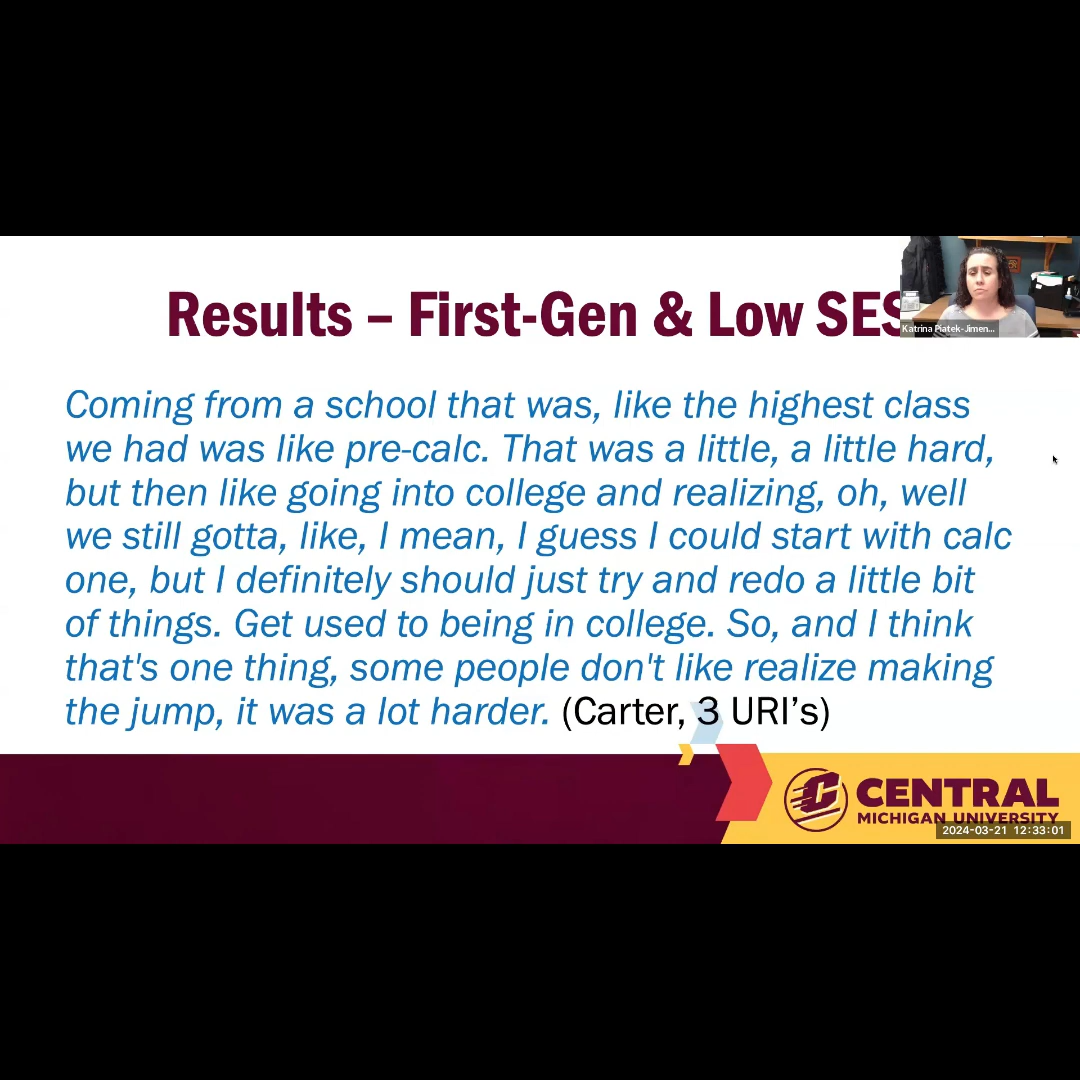 Results – First-Gen & Low SES
Katrina Piatek-Jimen...
Coming from a school that was, like the highest class
we had was like pre-calc. That was a little, a little hard,
but then like going into college and realizing, oh, well
we still gotta, like, I mean, I guess I could start with calc
one, but I definitely should just try and redo a little bit
of things. Get used to being in college. So, and I think
that's one thing, some people don't like realize making
the jump, it was a lot harder. (Carter, 3 URI’s)
CENTRAL
MICHIGAN UNIVERSITY
2024-03-21 12:33:01